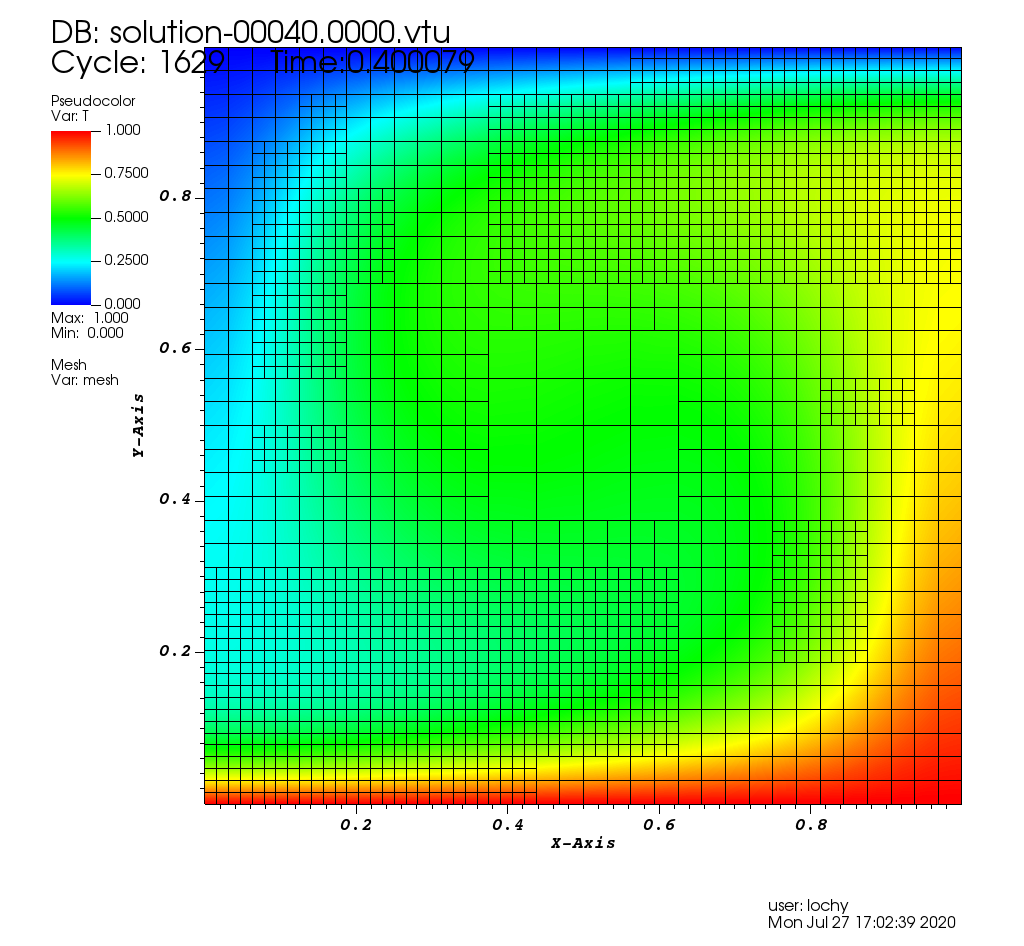 DB: solution-00040.0000.vtu
Cycle: 1629 Time:0.400079
Pseudocolor
Var: T
1.000
0.7500
0.5000
0.2500
0.000
Max: 1.000
Min: 0.000
Mesh
Var: mesh
Y-Axis
0.8
0.6
0.4
0.2
0.2 0.4 0.6 0.8
X-Axis
user: lochy
Mon Jul 27 17:02:39 2020